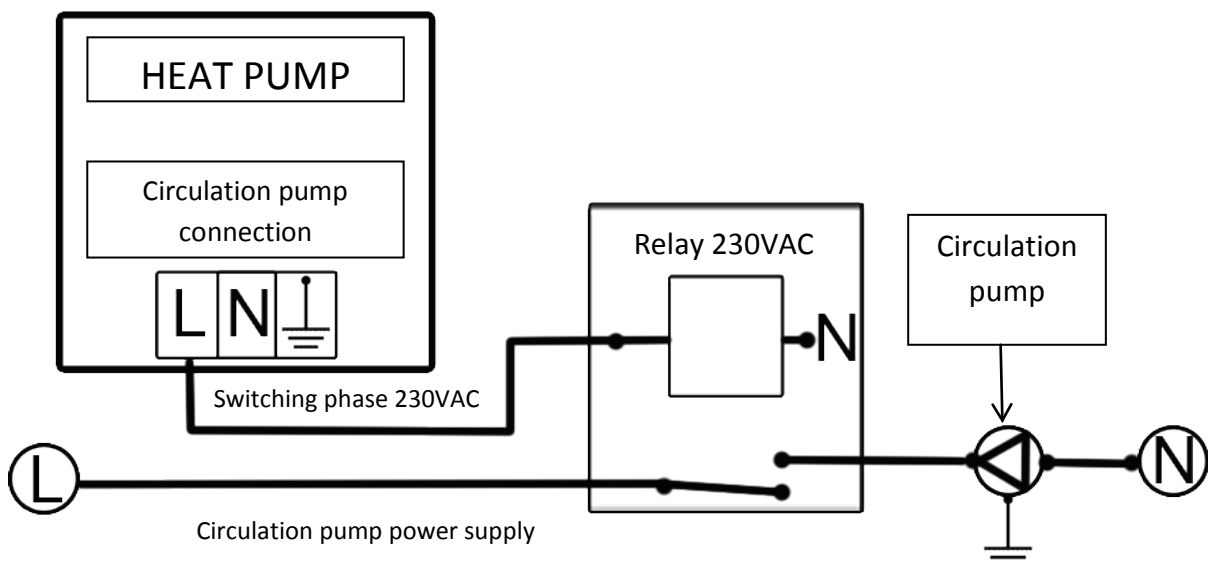 HEAT PUMP
Circulation pump
connection
L N
Switching phase 230VAC
Relay 230VAC
N
Circulation
pump
L
N
Circulation pump power supply